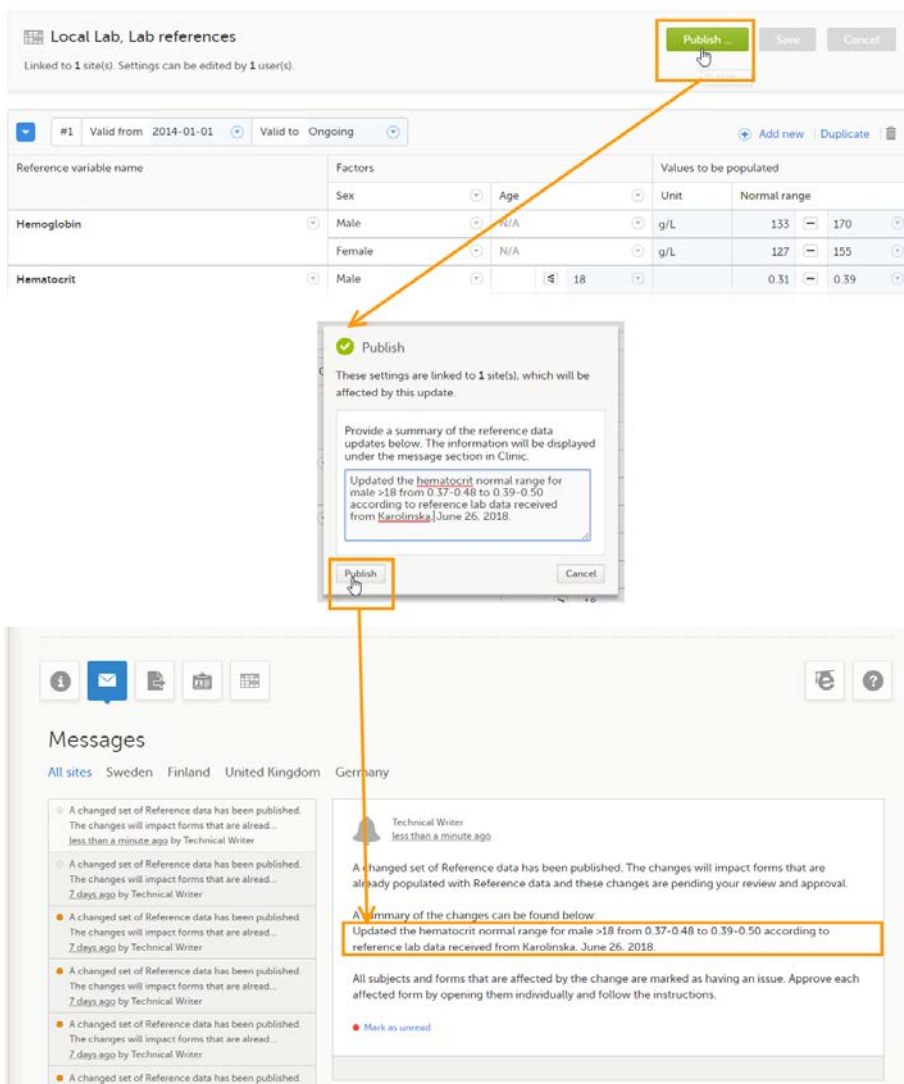 Local Lab, Lab references
Publish ...
Save
Cancel
Linked to 1 site(s). Settings can be edited by 1 user(s).
#1 Valid from 2014-01-01 Valid to Ongoing
Add new Duplicate
Reference variable name Factors Values to be populated
Sex Age Unit Normal range
Hemoglobin Male N/A g/L 133 – 170
Female N/A g/L 127 – 155
Hematocrit Male ≤ 18 0.31 – 0.39
Publish
These settings are linked to 1 site(s), which will be
affected by this update.
Provide a summary of the reference data
updates below. The information will be displayed
under the message section in Clinic.
Updated the hematocrit normal range for
male >18 from 0.37-0.48 to 0.39-0.50
according to reference lab data received
from Karolinska, June 26, 2018.
Publish Cancel
Messages
All sites Sweden Finland United Kingdom Germany
A changed set of Reference data has been published.
The changes will impact forms that are alread...
less than a minute ago by Technical Writer
A changed set of Reference data has been published.
The changes will impact forms that are alread...
7 days ago by Technical Writer
A changed set of Reference data has been published.
The changes will impact forms that are alread...
7 days ago by Technical Writer
A changed set of Reference data has been published.
The changes will impact forms that are alread...
7 days ago by Technical Writer
A changed set of Reference data has been published.
The changes will impact forms that are alread...
7 days ago by Technical Writer
A changed set of Reference data has been published.
Technical Writer
less than a minute ago
A changed set of Reference data has been published. The changes will impact forms that are
already populated with Reference data and these changes are pending your review and approval.
A summary of the changes can be found below:
Updated the hematocrit normal range for male >18 from 0.37-0.48 to 0.39-0.50 according to
reference lab data received from Karolinska. June 26, 2018.
All subjects and forms that are affected by the change are marked as having an issue. Approve each
affected form by opening them individually and follow the instructions.
Mark as unread